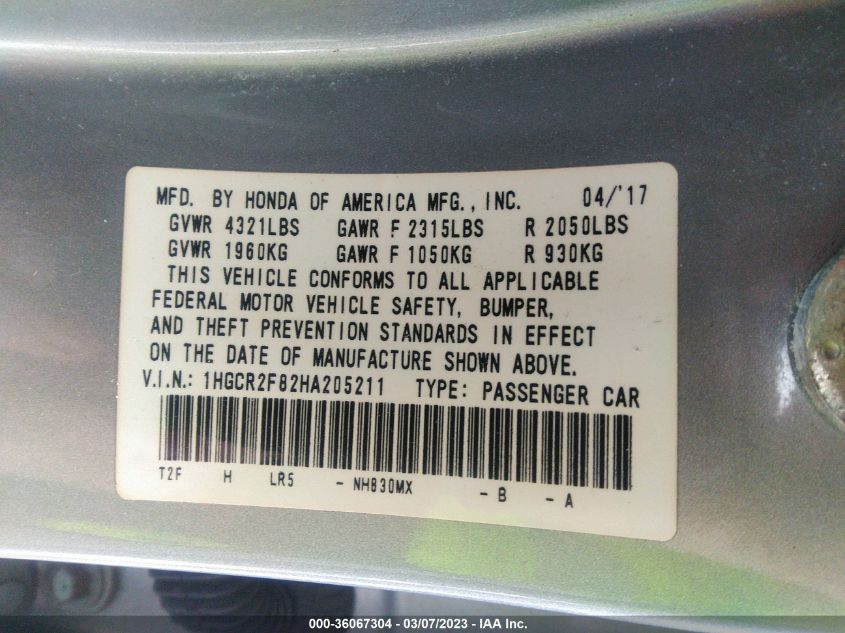 MFD. BY HONDA OF AMERICA MFG., INC. 04/'17
GVWR 4321LBS GAWR F 2315LBS R 2050LBS
GVWR 1960KG GAWR F 1050KG R 930KG
THIS VEHICLE CONFORMS TO ALL APPLICABLE
FEDERAL MOTOR VEHICLE SAFETY, BUMPER,
AND THEFT PREVENTION STANDARDS IN EFFECT
ON THE DATE OF MANUFACTURE SHOWN ABOVE.
V.I.N.: 1HGCR2F82HA205211 TYPE: PASSENGER CAR
T2F H LR5 - NH830MX - B - A
000-36067304 - 03/07/2023 - IAA Inc.